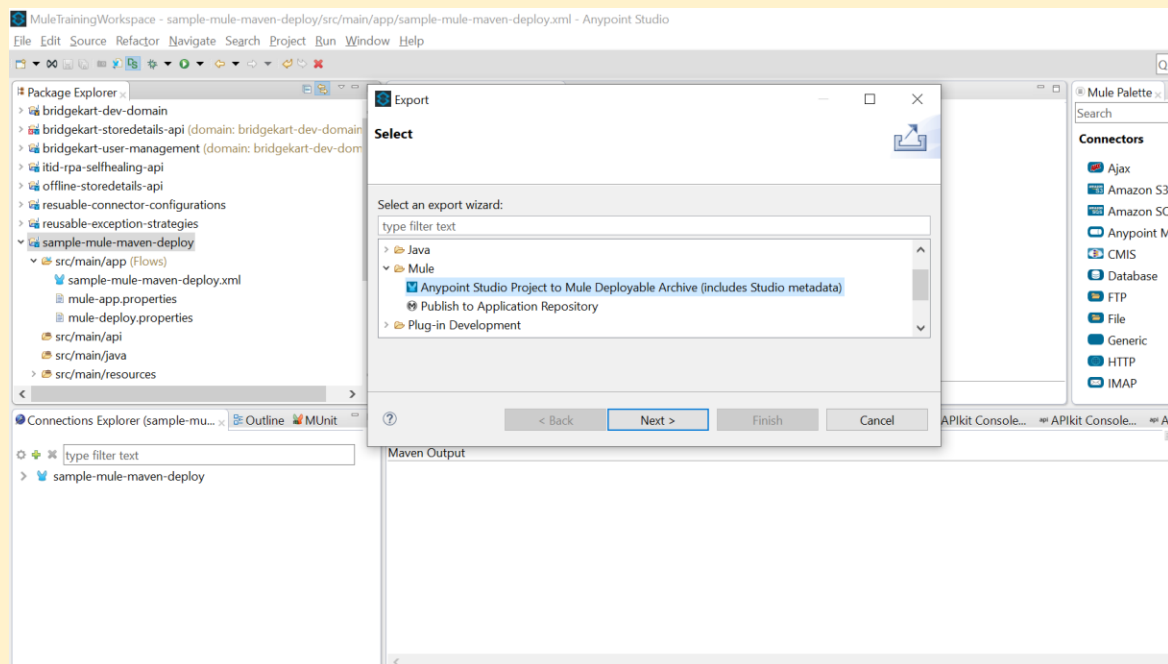 MuleTrainingWorkspace - sample-mule-maven-deploy/src/main/app/sample-mule-maven-deploy.xml - Anypoint Studio
File Edit Source Refactor Navigate Search Project Run Window Help
Package Explorer
bridgekart-dev-domain
bridgekart-storedetails-api (domain: bridgekart-dev-domain
bridgekart-user-management (domain: bridgekart-dev-dom
itid-rpa-selfhealing-api
offline-storedetails-api
resuable-connector-configurations
reusable-exception-strategies
sample-mule-maven-deploy
src/main/app (Flows)
sample-mule-maven-deploy.xml
mule-app.properties
mule-deploy.properties
src/main/api
src/main/java
src/main/resources
Export
Select
Select an export wizard:
type filter text
Java
Mule
Anypoint Studio Project to Mule Deployable Archive (includes Studio metadata)
Publish to Application Repository
Plug-in Development
< Back Next > Finish Cancel
Mule Palette
Search
Connectors
Ajax
Amazon S3
Amazon SQ
Anypoint M
CMIS
Database
FTP
File
Generic
HTTP
IMAP
Connections Explorer (sample-mu... Outline MUnit
type filter text
sample-mule-maven-deploy
APIkit Console... APIkit Console... A
Maven Output